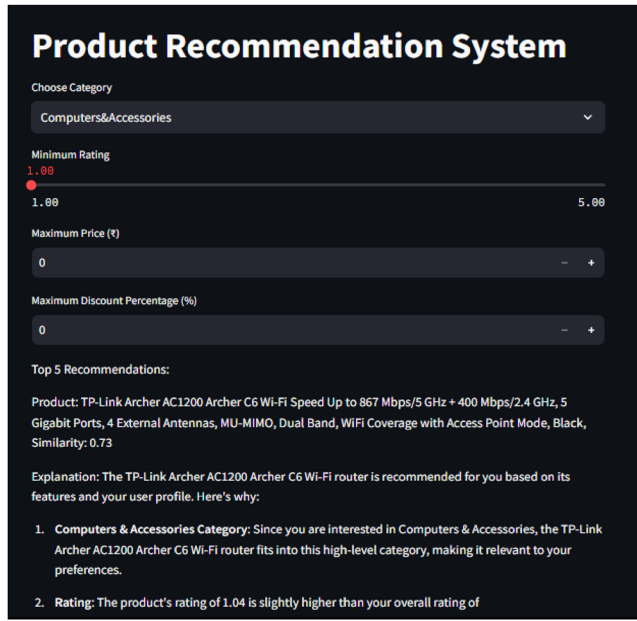 Product Recommendation System
Choose Category
Computers&Accessories
Minimum Rating
1.00
1.00 5.00
Maximum Price (₹)
0 − +
Maximum Discount Percentage (%)
0 − +
Top 5 Recommendations:
Product: TP-Link Archer AC1200 Archer C6 Wi-Fi Speed Up to 867 Mbps/5 GHz + 400 Mbps/2.4 GHz, 5
Gigabit Ports, 4 External Antennas, MU-MIMO, Dual Band, WiFi Coverage with Access Point Mode, Black,
Similarity: 0.73
Explanation: The TP-Link Archer AC1200 Archer C6 Wi-Fi router is recommended for you based on its
features and your user profile. Here's why:
1. Computers & Accessories Category: Since you are interested in Computers & Accessories, the TP-Link
Archer AC1200 Archer C6 Wi-Fi router fits into this high-level category, making it relevant to your
preferences.
2. Rating: The product's rating of 1.04 is slightly higher than your overall rating of